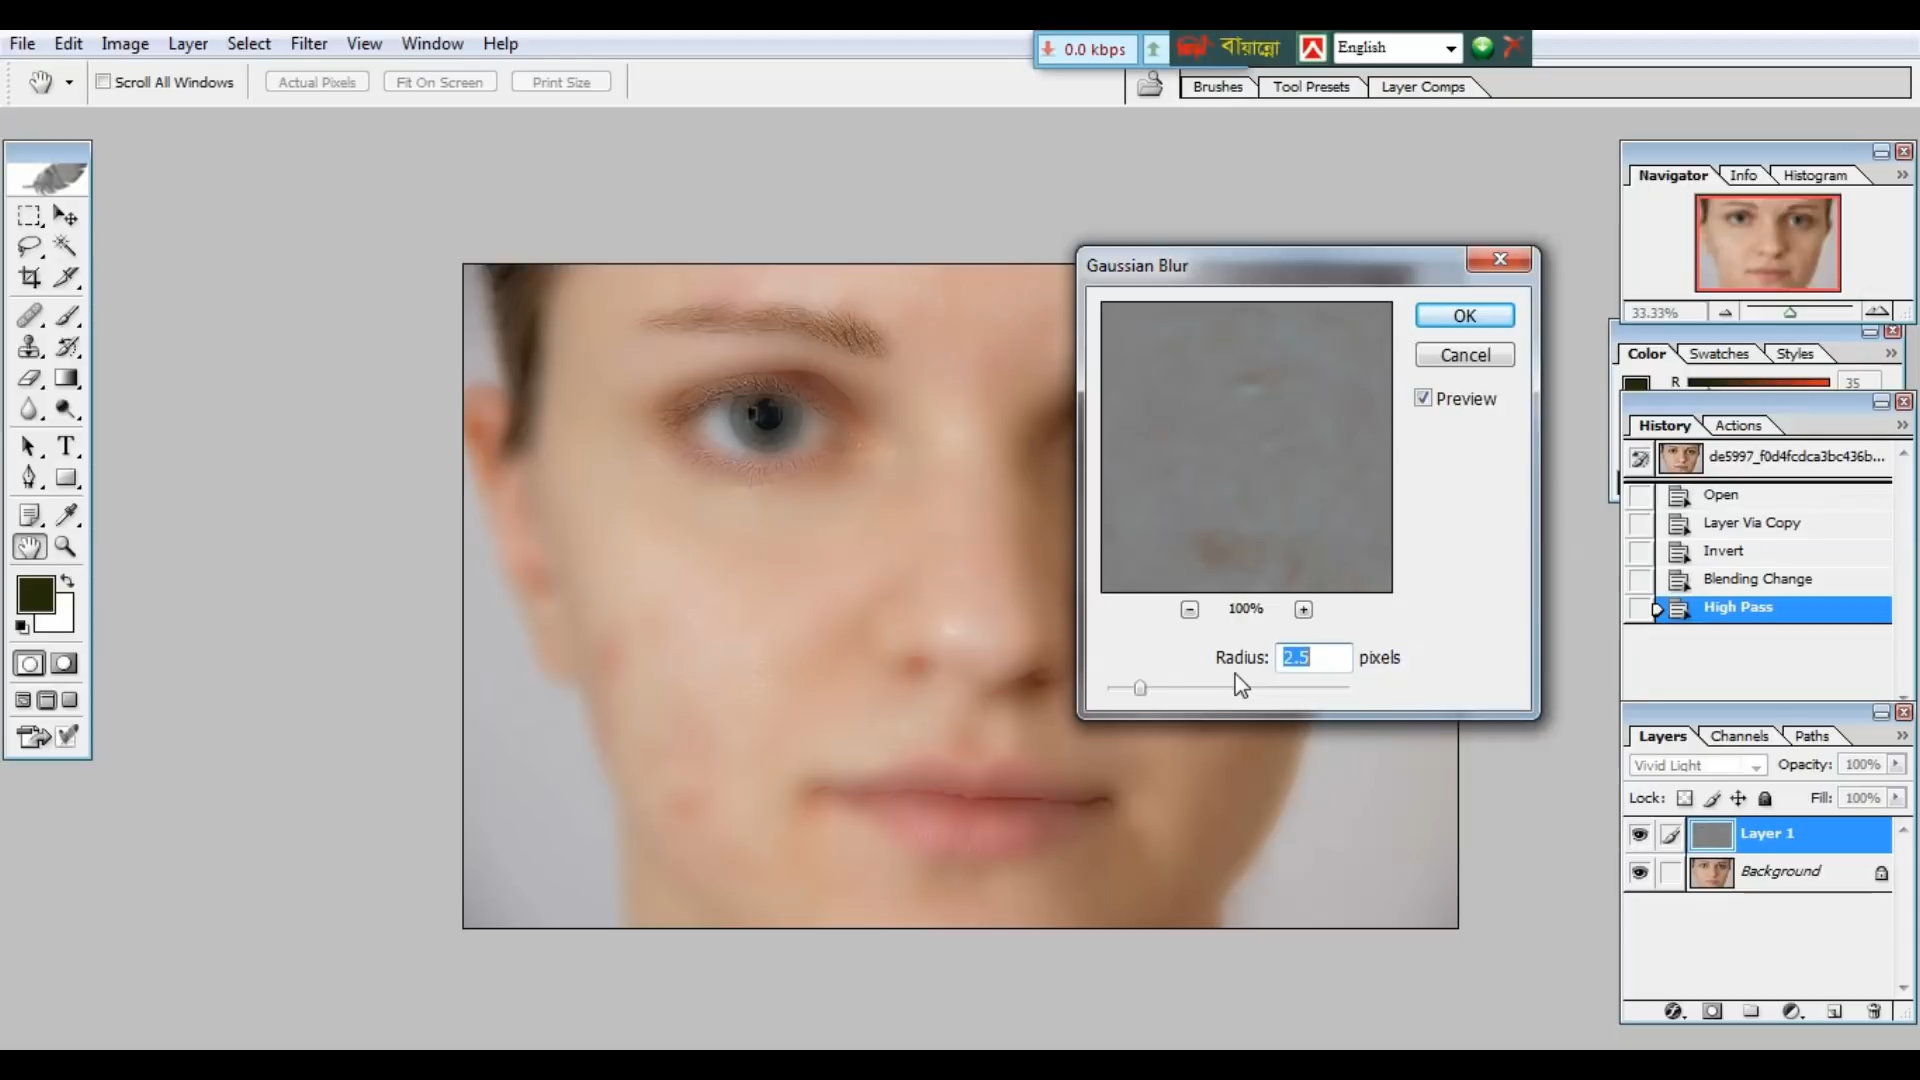 File Edit Image Layer Select Filter View Window Help
0.0 kbps
বায়ান্নো
English
Scroll All Windows
Actual Pixels
Fit On Screen
Print Size
Brushes
Tool Presets
Layer Comps
Navigator
Info
Histogram
33.33%
Color
Swatches
Styles
R
35
History
Actions
de5997_f0d4fcdca3bc436b...
Open
Layer Via Copy
Invert
Blending Change
High Pass
Gaussian Blur
OK
Cancel
Preview
100%
Radius: 2.5 pixels
Layers
Channels
Paths
Vivid Light
Opacity: 100%
Lock:
Fill: 100%
Layer 1
Background
T